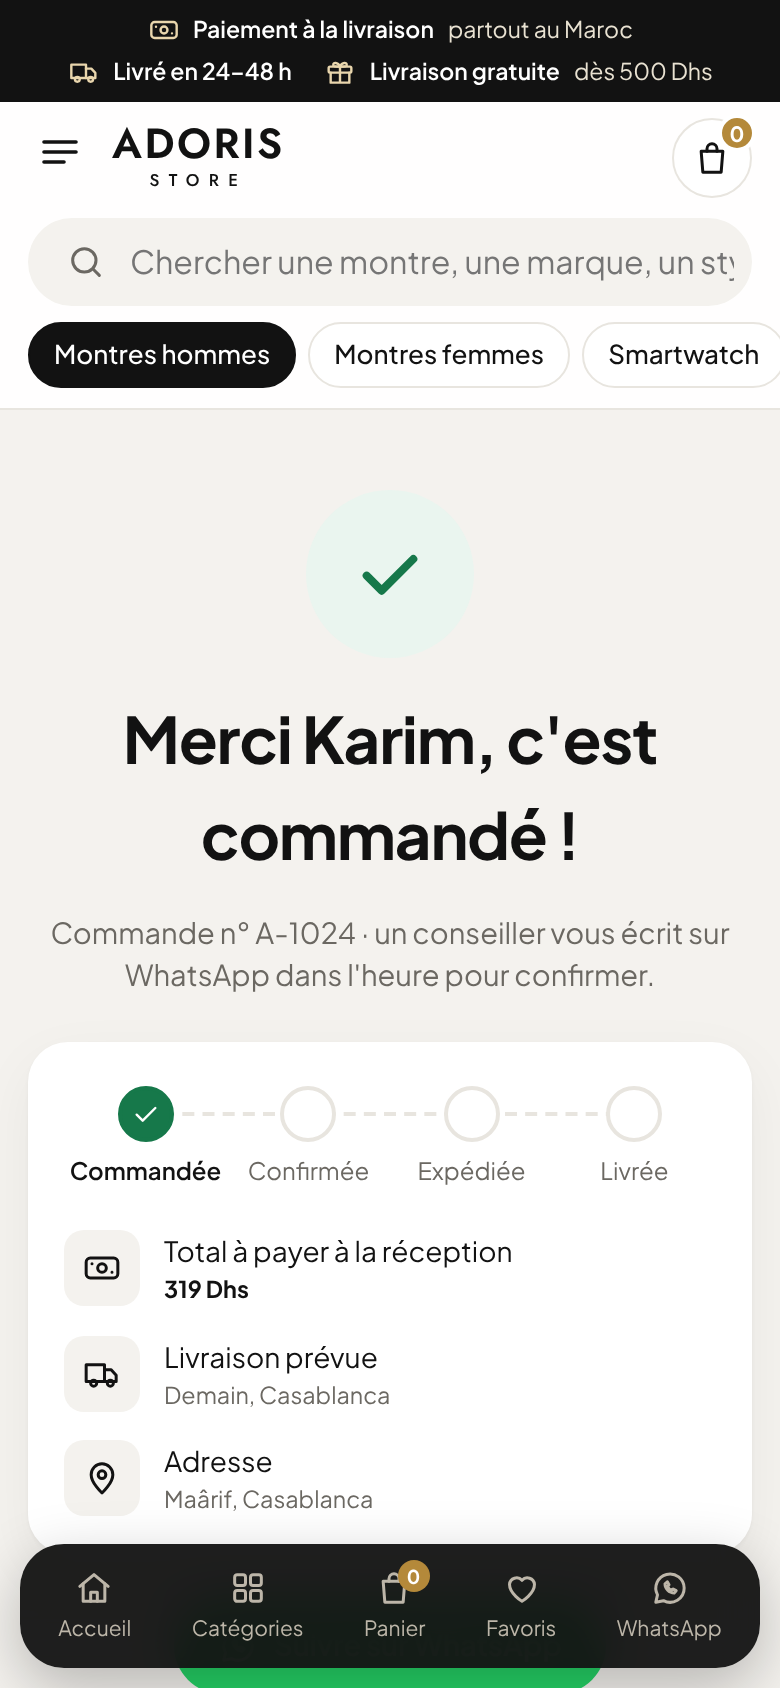 Paiement à la livraison partout au Maroc
Livré en 24–48 h Livraison gratuite dès 500 Dhs
ADORIS
STORE
0
Chercher une montre, une marque, un sty
Montres hommes Montres femmes Smartwatch
Merci Karim, c'est
commandé !
Commande n° A-1024 · un conseiller vous écrit sur
WhatsApp dans l'heure pour confirmer.
Commandée Confirmée Expédiée Livrée
Total à payer à la réception
319 Dhs
Livraison prévue
Demain, Casablanca
Adresse
Maârif, Casablanca
0
Accueil Catégories Panier Favoris WhatsApp